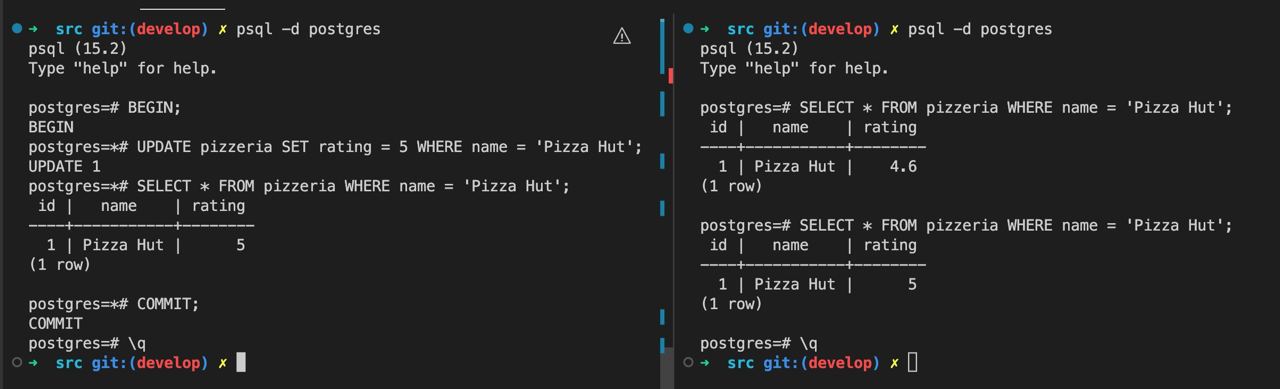 ➜ src git:(develop) ✗ psql -d postgres
psql (15.2)
Type "help" for help.
postgres=# BEGIN;
BEGIN
postgres=*# UPDATE pizzeria SET rating = 5 WHERE name = 'Pizza Hut';
UPDATE 1
postgres=*# SELECT * FROM pizzeria WHERE name = 'Pizza Hut';
 id |   name    | rating
----+-----------+--------
  1 | Pizza Hut |      5
(1 row)
postgres=*# COMMIT;
COMMIT
postgres=# \q
➜ src git:(develop) ✗
➜ src git:(develop) ✗ psql -d postgres
psql (15.2)
Type "help" for help.
postgres=# SELECT * FROM pizzeria WHERE name = 'Pizza Hut';
 id |   name    | rating
----+-----------+--------
  1 | Pizza Hut |    4.6
(1 row)
postgres=# SELECT * FROM pizzeria WHERE name = 'Pizza Hut';
 id |   name    | rating
----+-----------+--------
  1 | Pizza Hut |      5
(1 row)
postgres=# \q
➜ src git:(develop) ✗